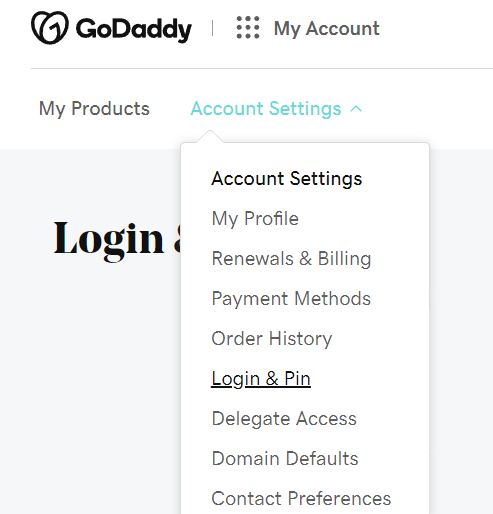 GoDaddy My Account
My Products Account Settings
Account Settings
My Profile
Login
Renewals & Billing
Payment Methods
Order History
Login & Pin
Delegate Access
Domain Defaults
Contact Preferences